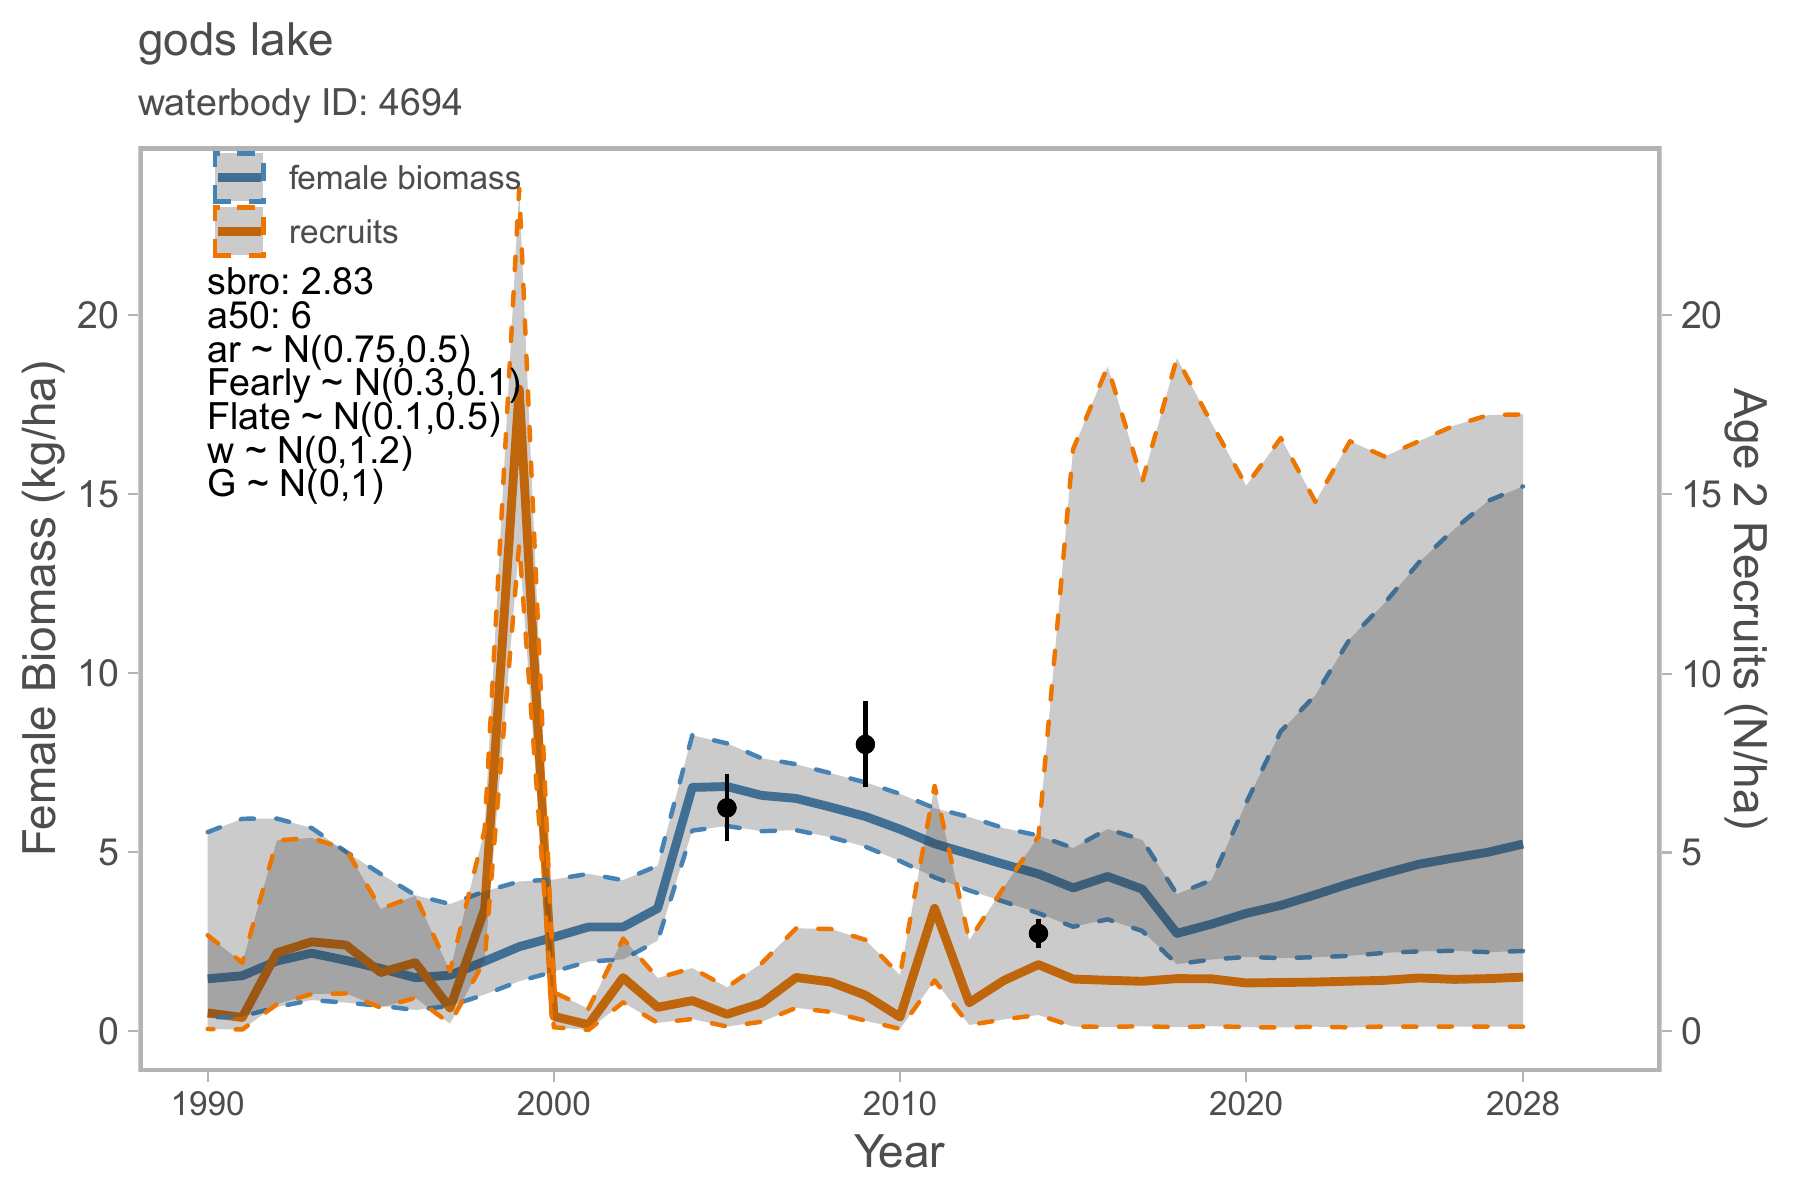 gods lake
waterbody ID: 4694
female biomass
recruits
sbro: 2.83
a50: 6
ar ~ N(0.75,0.5)
Fearly ~ N(0.3,0.1)
Flate ~ N(0.1,0.5)
w ~ N(0,1.2)
G ~ N(0,1)
Female Biomass (kg/ha)
20
15
10
5
0
20
15
10
5
0
Age 2 Recruits (N/ha)
1990 2000 2010 2020 2028
Year